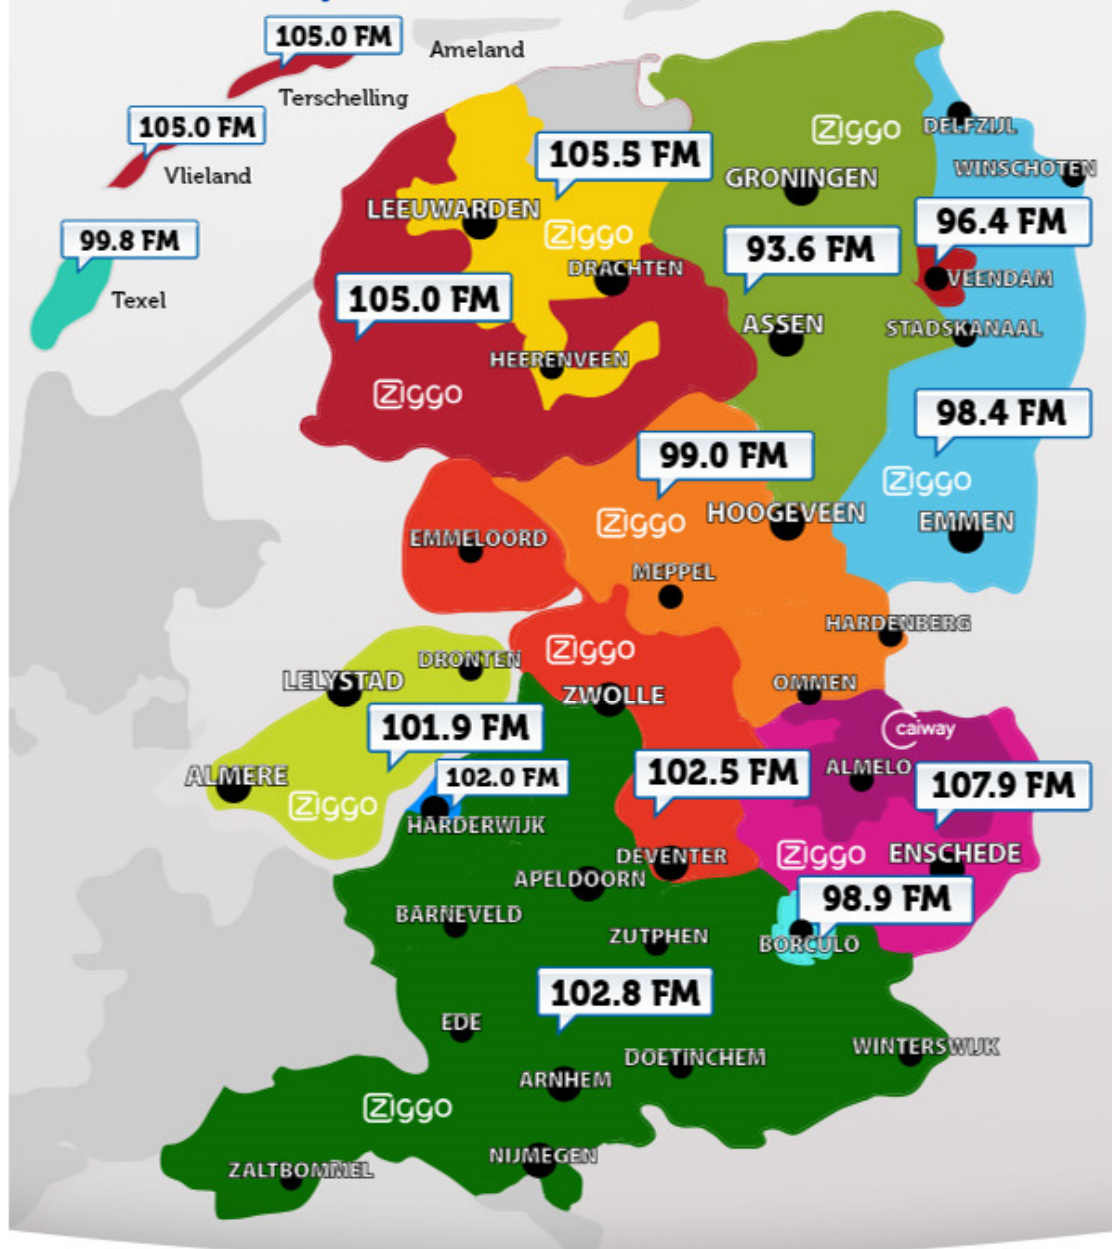 105.0 FM
Ameland
Terschelling
105.0 FM
Vlieland
99.8 FM
Texel
105.5 FM
LEEUWARDEN
Ziggo
DRACHTEN
105.0 FM
HEERENVEEN
Ziggo
Ziggo
DELFZIJL
WINSCHOTEN
GRONINGEN
96.4 FM
93.6 FM
VEENDAM
ASSEN
STADSKANAAL
98.4 FM
99.0 FM
Ziggo
HOOGEVEEN
Ziggo
EMMEN
EMMELOORD
MEPPEL
HARDENBERG
Ziggo
DRONTEN
LELYSTAD
ZWOLLE
OMMEN
101.9 FM
caiway
ALMERE
102.0 FM
102.5 FM
ALMELO
107.9 FM
Ziggo
HARDERWIJK
DEVENTER
Ziggo
ENSCHEDE
APELDOORN
98.9 FM
BARNEVELD
ZUTPHEN
BORCULO
102.8 FM
EDE
DOETINCHEM
WINTERSWIJK
ARNHEM
Ziggo
NIJMEGEN
ZALTBOMMEL